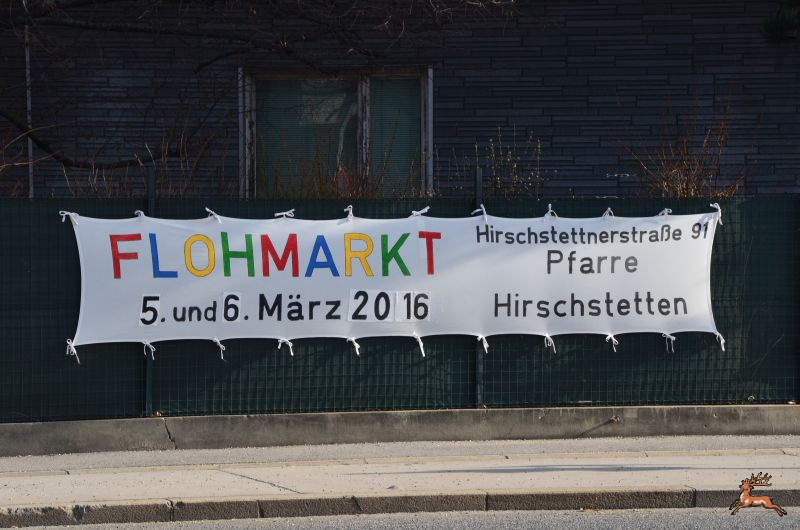 FLOHMARKT
5. und 6. März 2016
Hirschstettnerstraße 91
Pfarre
Hirschstetten